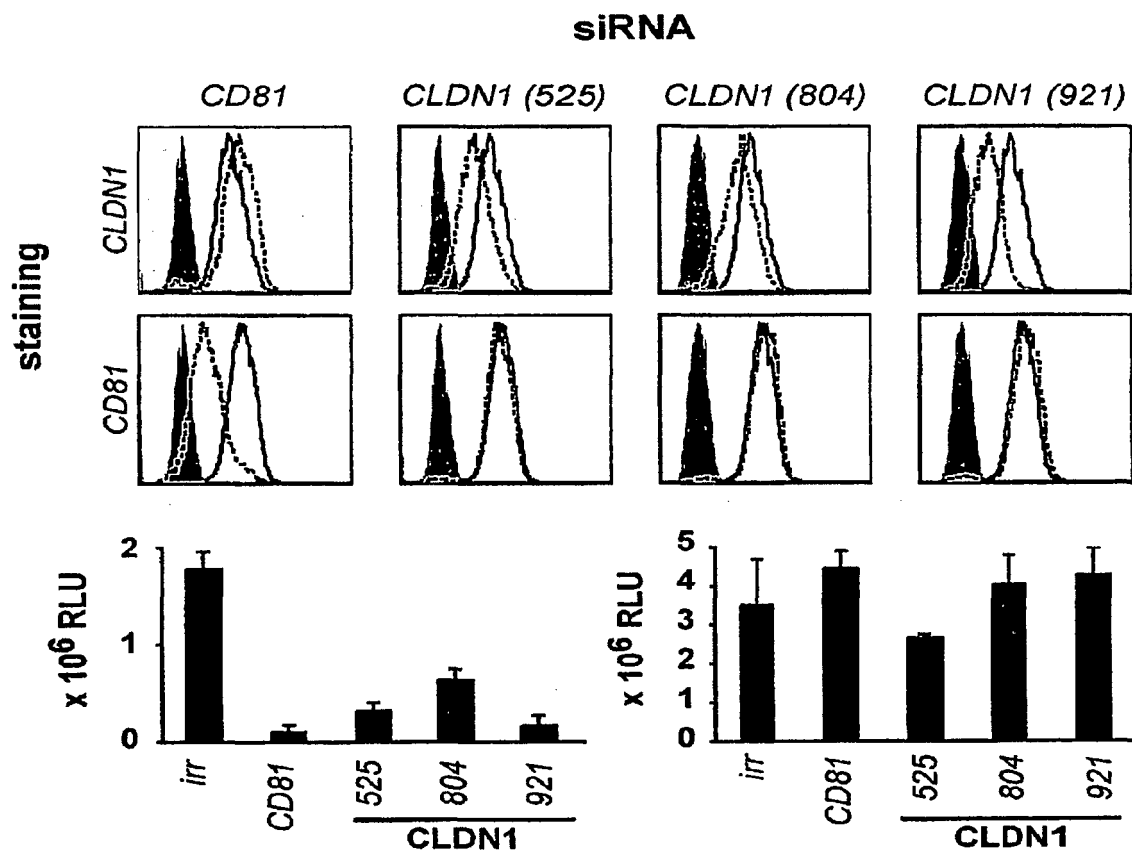 siRNA
CD81 CLDN1 (525) CLDN1 (804) CLDN1 (921)
staining
CLDN1
CD81
x 10⁶ RLU
2
1
0
irr CD81 525 804 921
CLDN1
x 10⁶ RLU
5
4
3
2
1
0
irr CD81 525 804 921
CLDN1